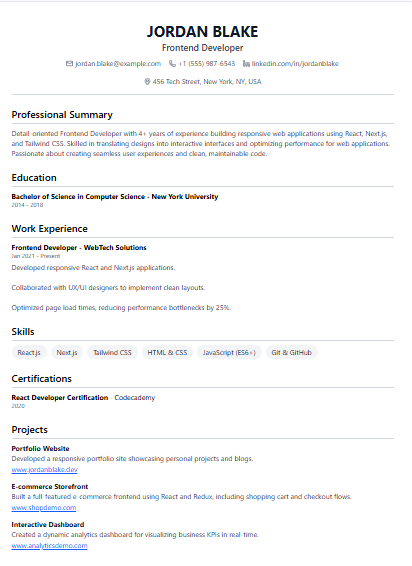 JORDAN BLAKE
Frontend Developer
jordan.blake@example.com +1 (555) 987-6543 linkedin.com/in/jordanblake
456 Tech Street, New York, NY, USA
Professional Summary
Detail-oriented Frontend Developer with 4+ years of experience building responsive web applications using React, Next.js,
and Tailwind CSS. Skilled in translating designs into interactive interfaces and optimizing performance for web applications.
Passionate about creating seamless user experiences and clean, maintainable code.
Education
Bachelor of Science in Computer Science - New York University
2014 - 2018
Work Experience
Frontend Developer - WebTech Solutions
Jan 2021 - Present
Developed responsive React and Next.js applications.
Collaborated with UX/UI designers to implement clean layouts.
Optimized page load times, reducing performance bottlenecks by 25%.
Skills
React.js Next.js Tailwind CSS HTML & CSS JavaScript (ES6+) Git & GitHub
Certifications
React Developer Certification - Codecademy
2020
Projects
Portfolio Website
Developed a responsive portfolio site showcasing personal projects and blogs.
www.jordanblake.dev
E-commerce Storefront
Built a full-featured e-commerce frontend using React and Redux, including shopping cart and checkout flows.
www.shopdemo.com
Interactive Dashboard
Created a dynamic analytics dashboard for visualizing business KPIs in real-time.
www.analyticsdemo.com